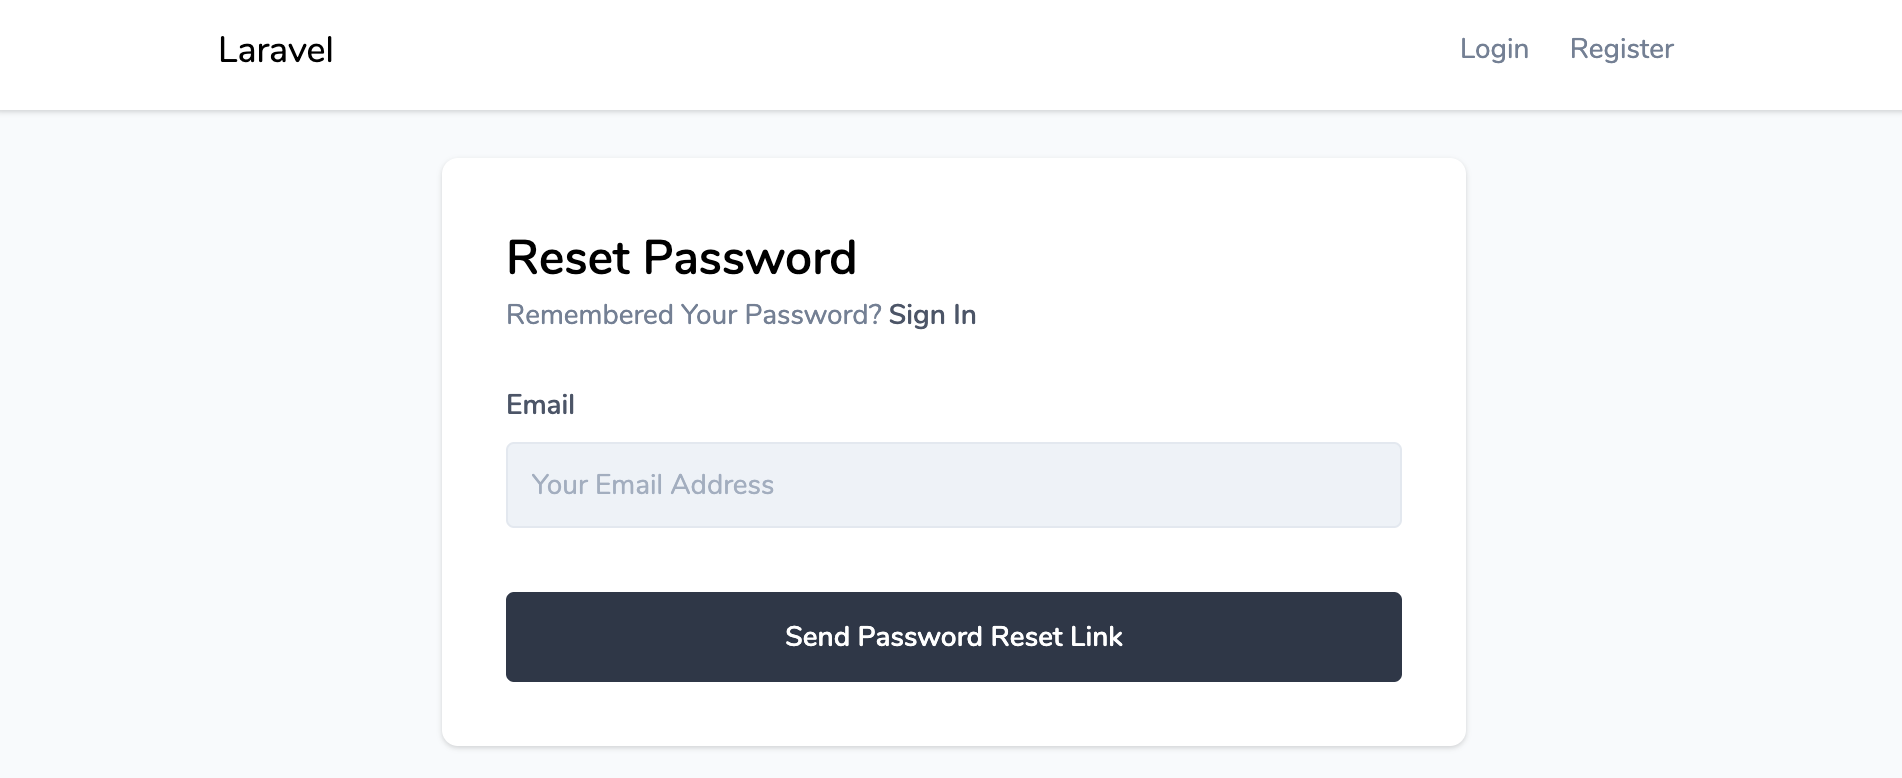 Laravel
Login Register
Reset Password
Remembered Your Password? Sign In
Email
Your Email Address
Send Password Reset Link